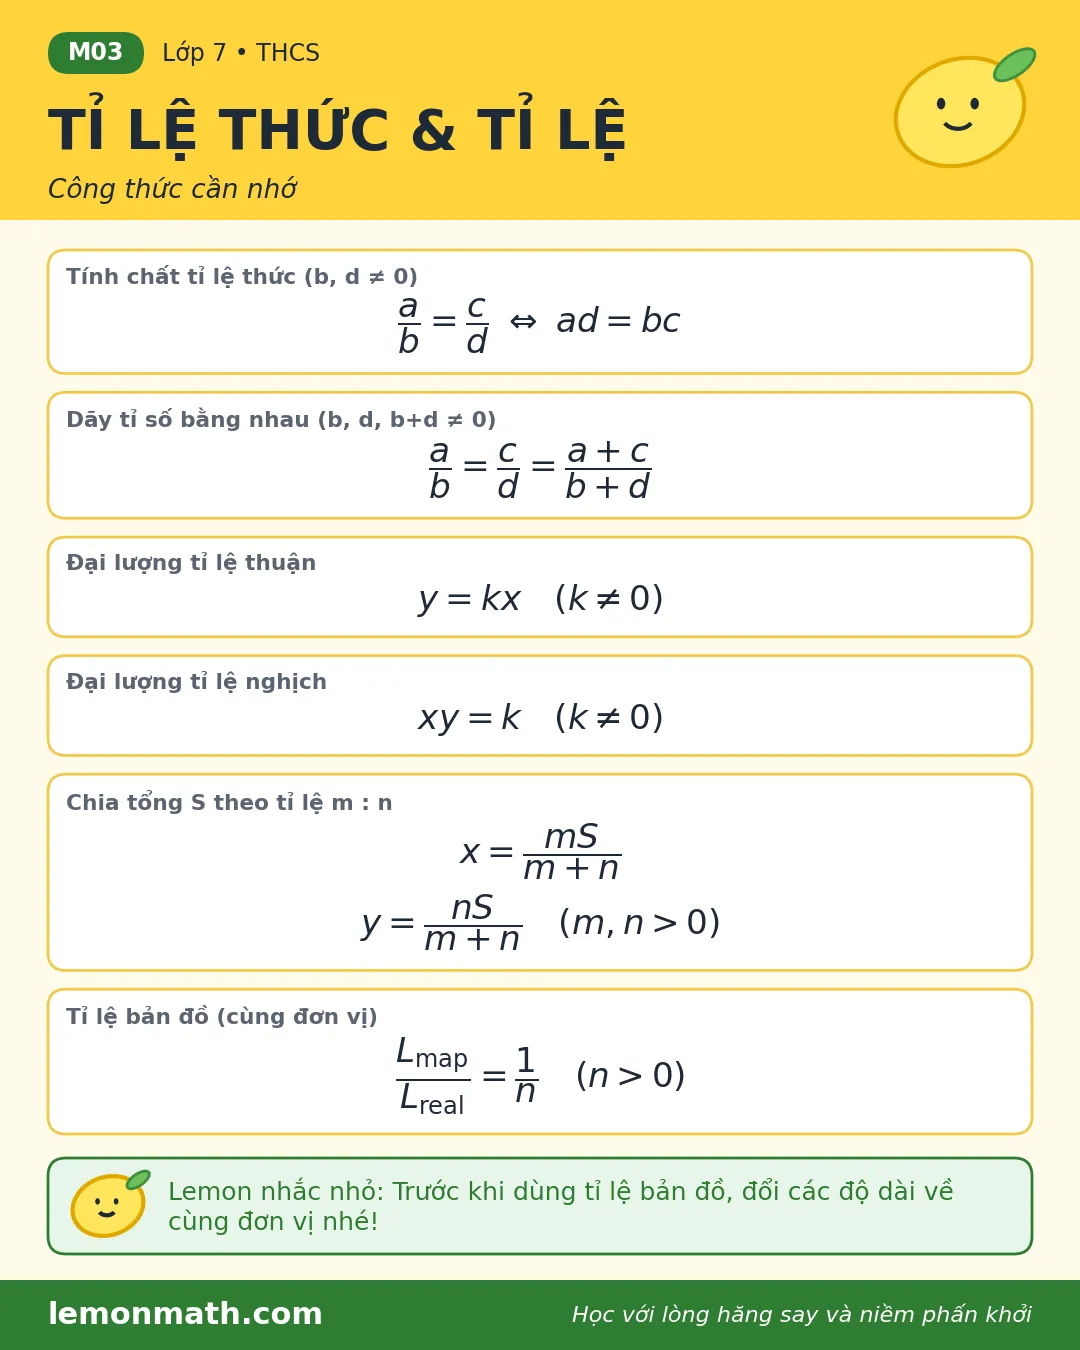 M03 Lớp 7 • THCS
TỈ LỆ THỨC & TỈ LỆ
Công thức cần nhớ
Tính chất tỉ lệ thức (b, d ≠ 0)
a/b = c/d ⇔ ad = bc
Dãy tỉ số bằng nhau (b, d, b+d ≠ 0)
a/b = c/d = (a + c)/(b + d)
Đại lượng tỉ lệ thuận
y = kx (k ≠ 0)
Đại lượng tỉ lệ nghịch
xy = k (k ≠ 0)
Chia tổng S theo tỉ lệ m : n
x = mS/(m + n)
y = nS/(m + n) (m, n > 0)
Tỉ lệ bản đồ (cùng đơn vị)
L_map/L_real = 1/n (n > 0)
Lemon nhắc nhỏ: Trước khi dùng tỉ lệ bản đồ, đổi các độ dài về
cùng đơn vị nhé!
lemonmath.com
Học với lòng hăng say và niềm phấn khởi